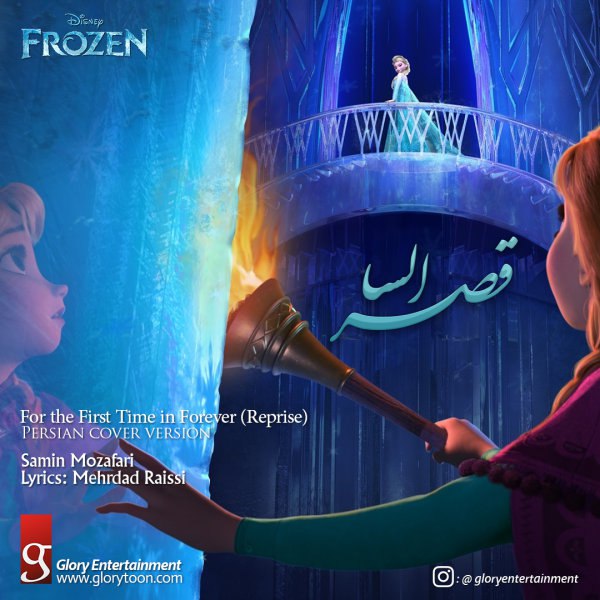 Disney
FROZEN
قصر السا
For the First Time in Forever (Reprise)
PERSIAN COVER VERSION
Samin Mozafari
Lyrics: Mehrdad Raissi
g
Glory Entertainment
www.glorytoon.com
: @ gloryentertainment